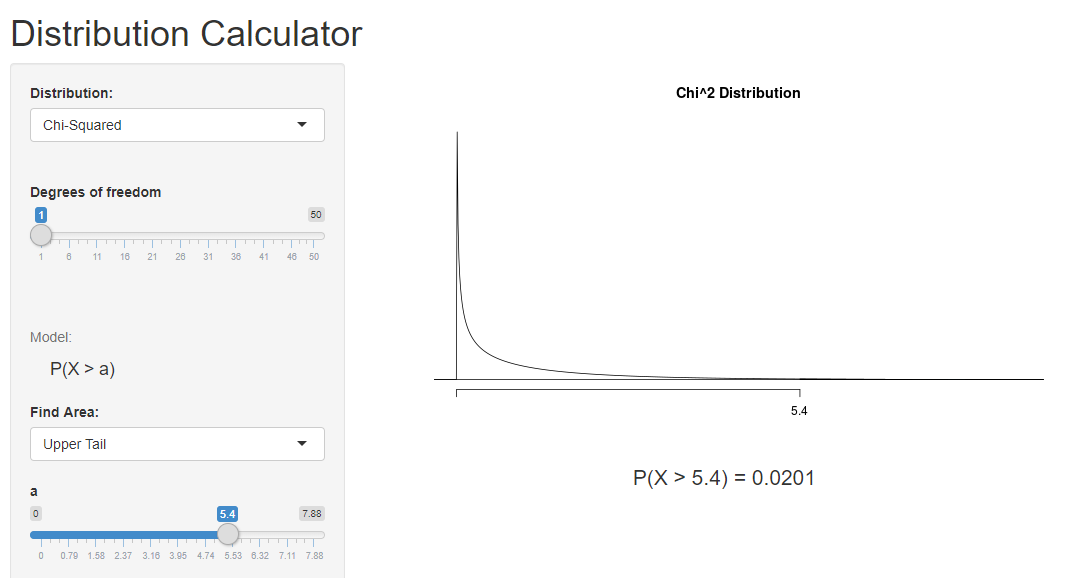 Distribution Calculator
Distribution:
Chi-Squared
Degrees of freedom
1 50
1 6 11 16 21 26 31 36 41 46 50
Model:
P(X > a)
Find Area:
Upper Tail
a
0 5.4 7.88
0 0.79 1.58 2.37 3.16 3.95 4.74 5.53 6.32 7.11 7.88
Chi^2 Distribution
5.4
P(X > 5.4) = 0.0201